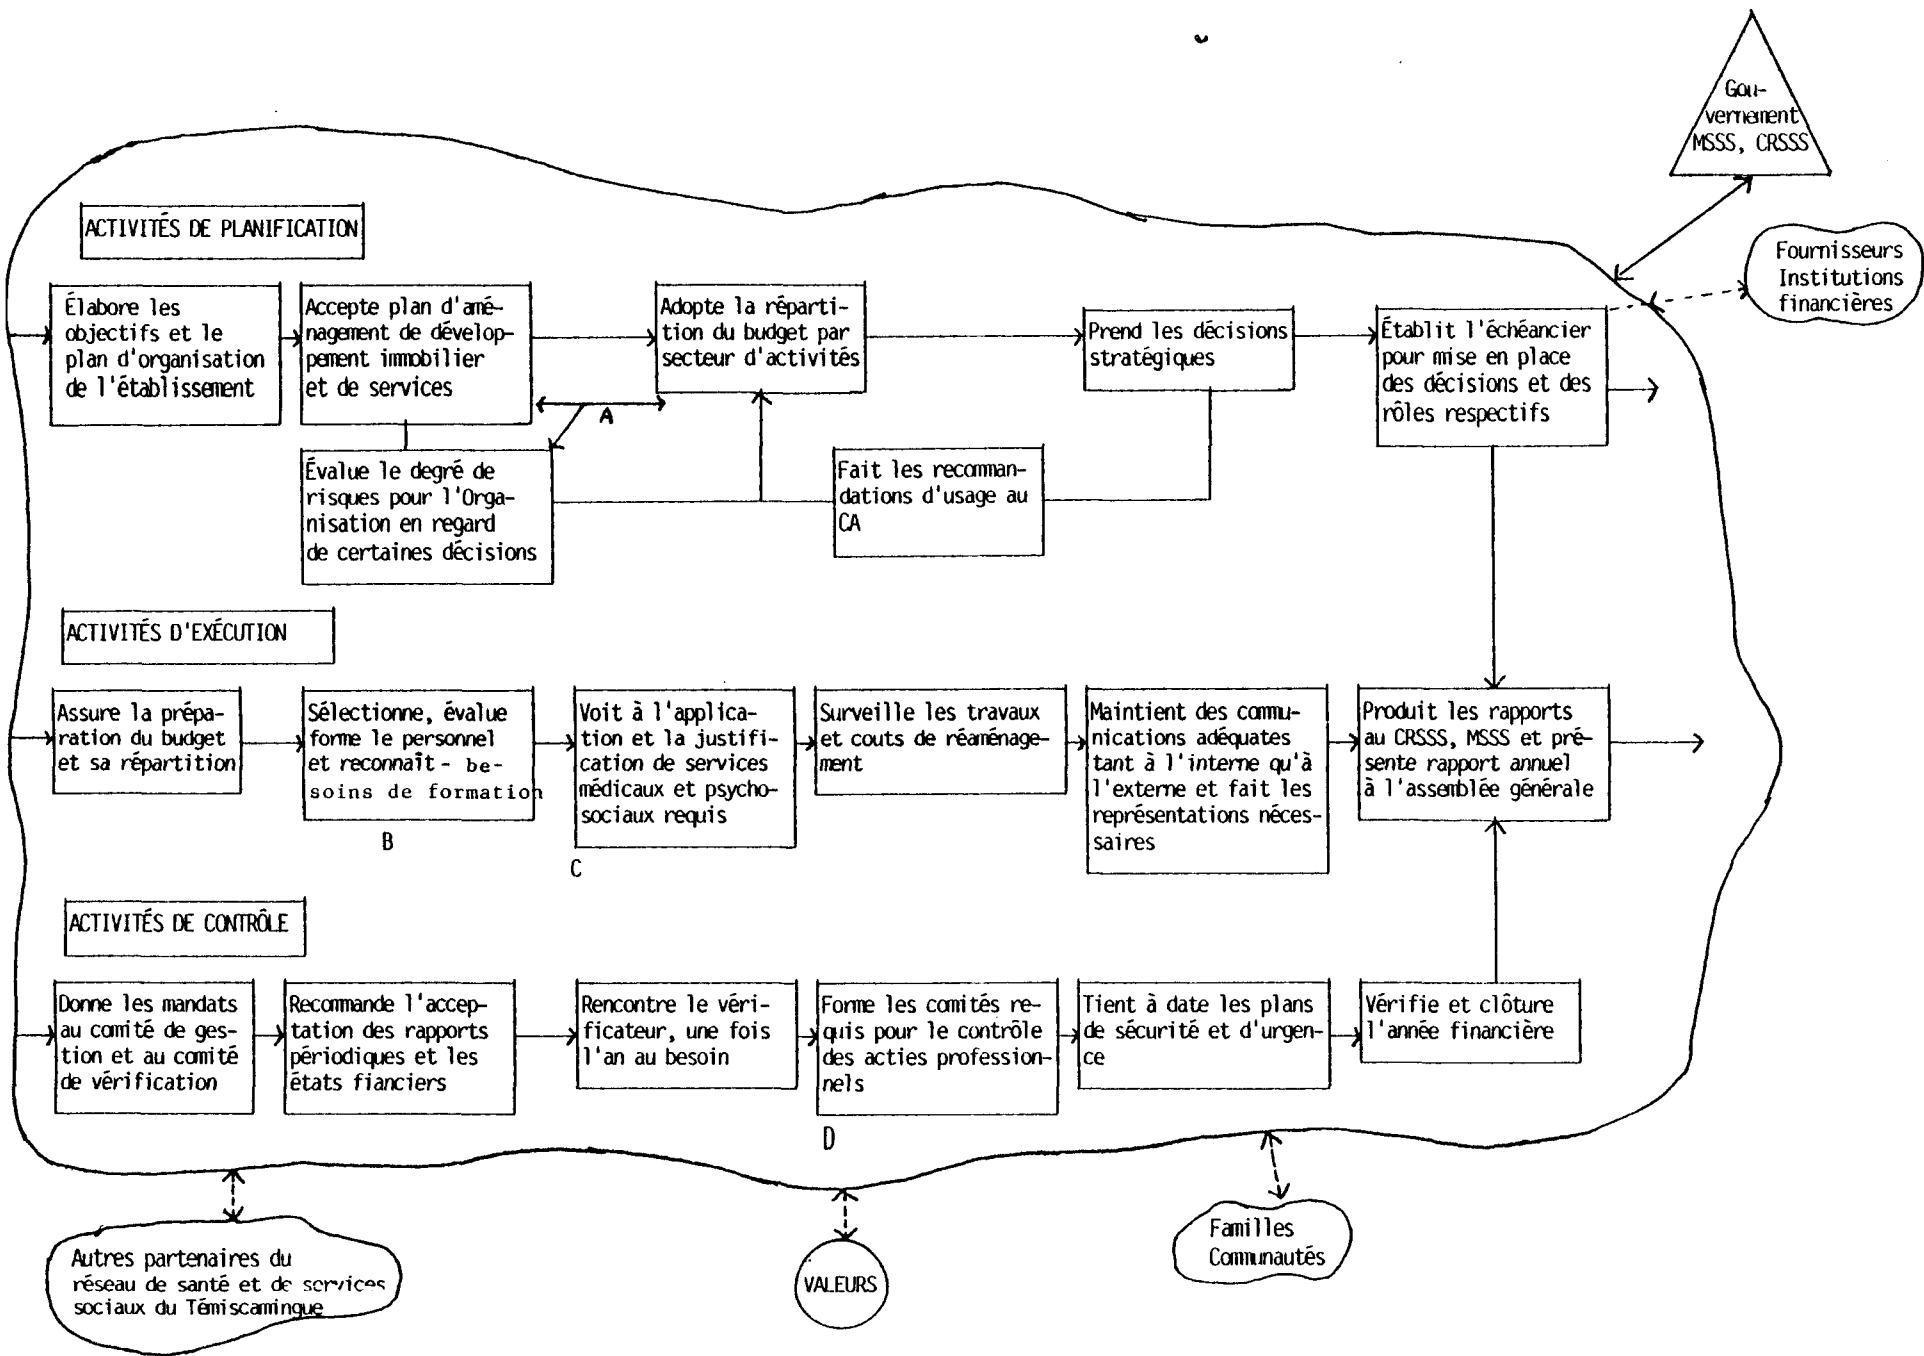 Gou-
vernement
MSSS, CRSSS
Fournisseurs
Institutions
financières
ACTIVITÉS DE PLANIFICATION
Élabore les
objectifs et le
plan d'organisation
de l'établissement
Accepte plan d'amé-
nagement de dévelop-
pement immobilier
et de services
Adopte la réparti-
tion du budget par
secteur d'activités
Prend les décisions
stratégiques
Établit l'échéancier
pour mise en place
des décisions et des
rôles respectifs
A
Évalue le degré de
risques pour l'Orga-
nisation en regard
de certaines décisions
Fait les recomman-
dations d'usage au
CA
ACTIVITÉS D'EXÉCUTION
Assure la prépa-
ration du budget
et sa répartition
Sélectionne, évalue
forme le personnel
et reconnaît - be-
soins de formation
B
Voit à l'applica-
tion et la justifi-
cation de services
médicaux et psycho-
sociaux requis
C
Surveille les travaux
et couts de réaménage-
ment
Maintient des commu-
nications adéquates
tant à l'interne qu'à
l'externe et fait les
représentations néces-
saires
Produit les rapports
au CRSSS, MSSS et pré-
sente rapport annuel
à l'assemblée générale
ACTIVITÉS DE CONTRÔLE
Donne les mandats
au comité de ges-
tion et au comité
de vérification
Recommande l'accep-
tation des rapports
périodiques et les
états fianciers
Rencontre le véri-
ficateur, une fois
l'an au besoin
Forme les comités re-
quis pour le contrôle
des acties profession-
nels
D
Tient à date les plans
de sécurité et d'urgen-
ce
Vérifie et clôture
l'année financière
Autres partenaires du
réseau de santé et de services
sociaux du Témiscamingue
VALEURS
Familles
Communautés